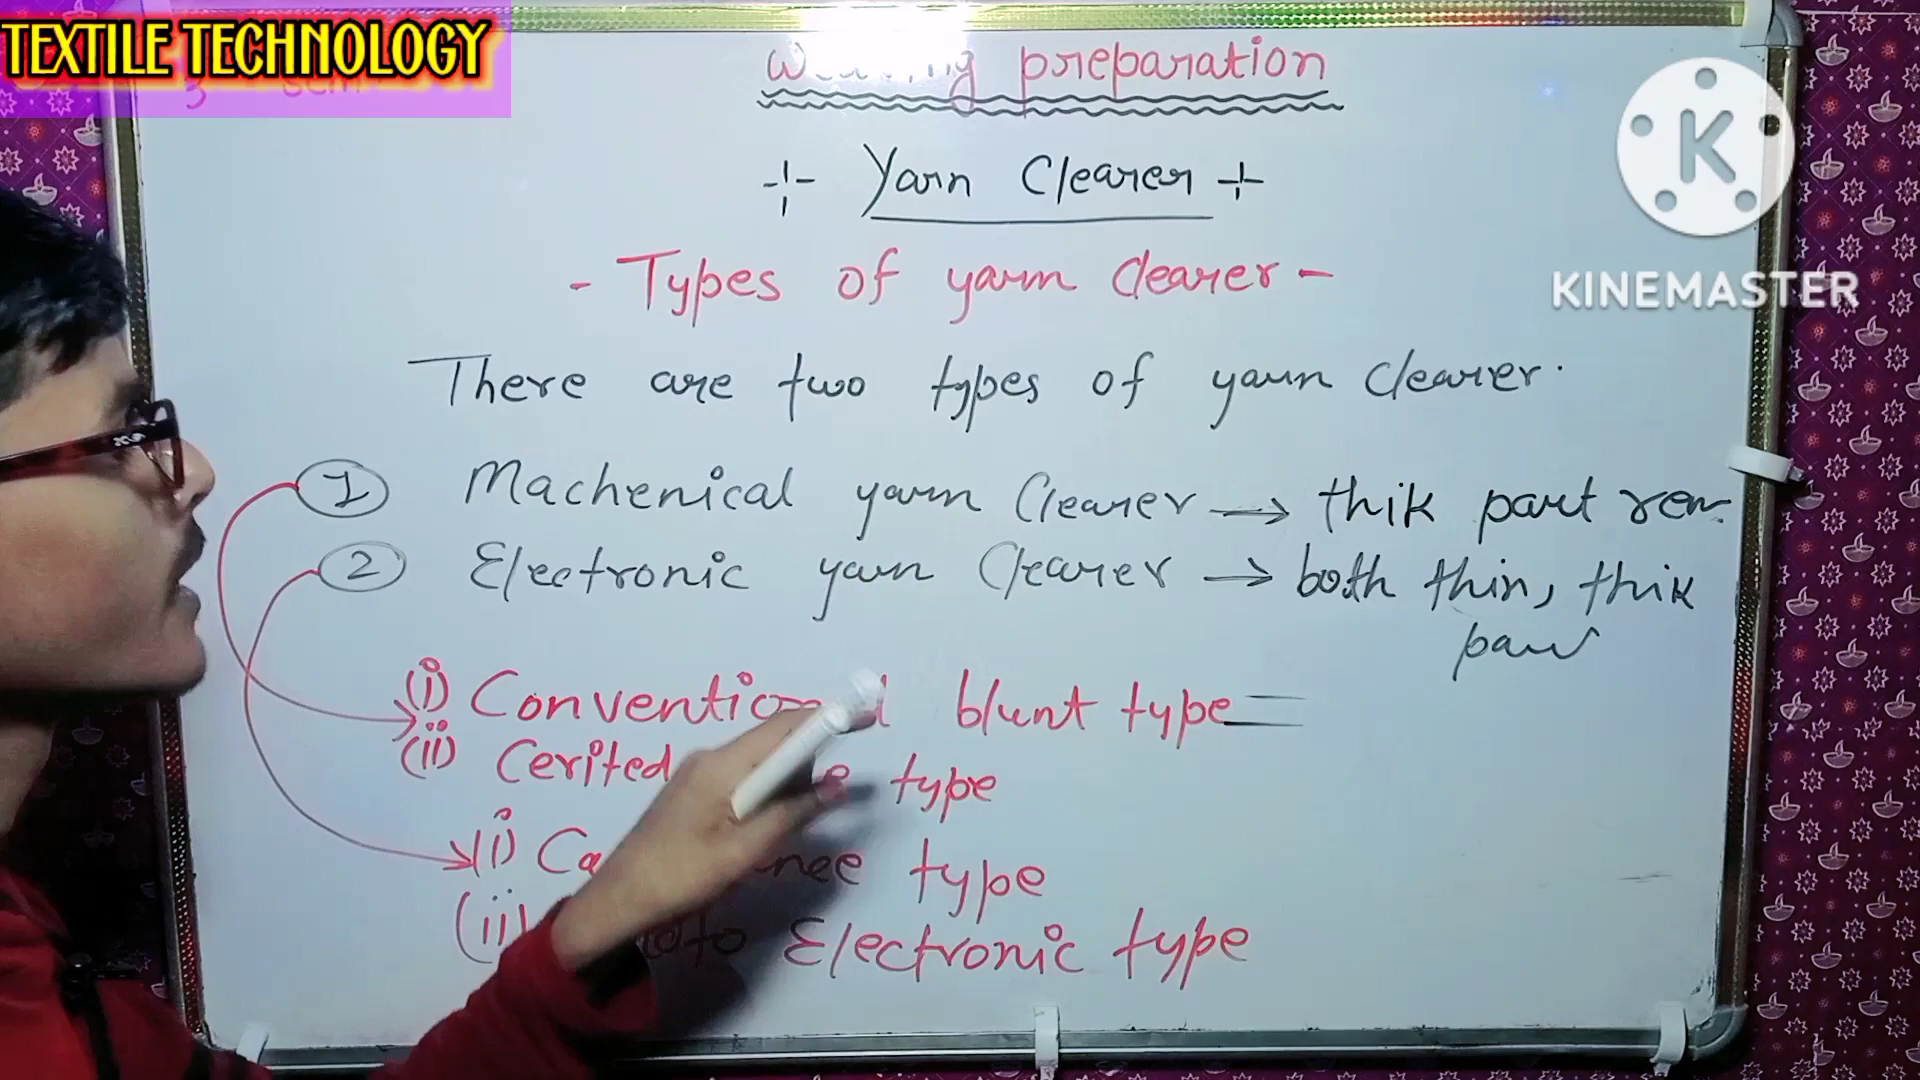 TEXTILE TECHNOLOGY
preparation
Yarn Clearer
- Types of yarn clearer -
There are two types of yarn clearer.
1 Machenical yarn clearer → thik part rem
2 Electronic yarn clearer → both thin, thik
(i) blunt type
(ii) Cerited type
(i) type
(ii) Electronic type
KINEMASTER